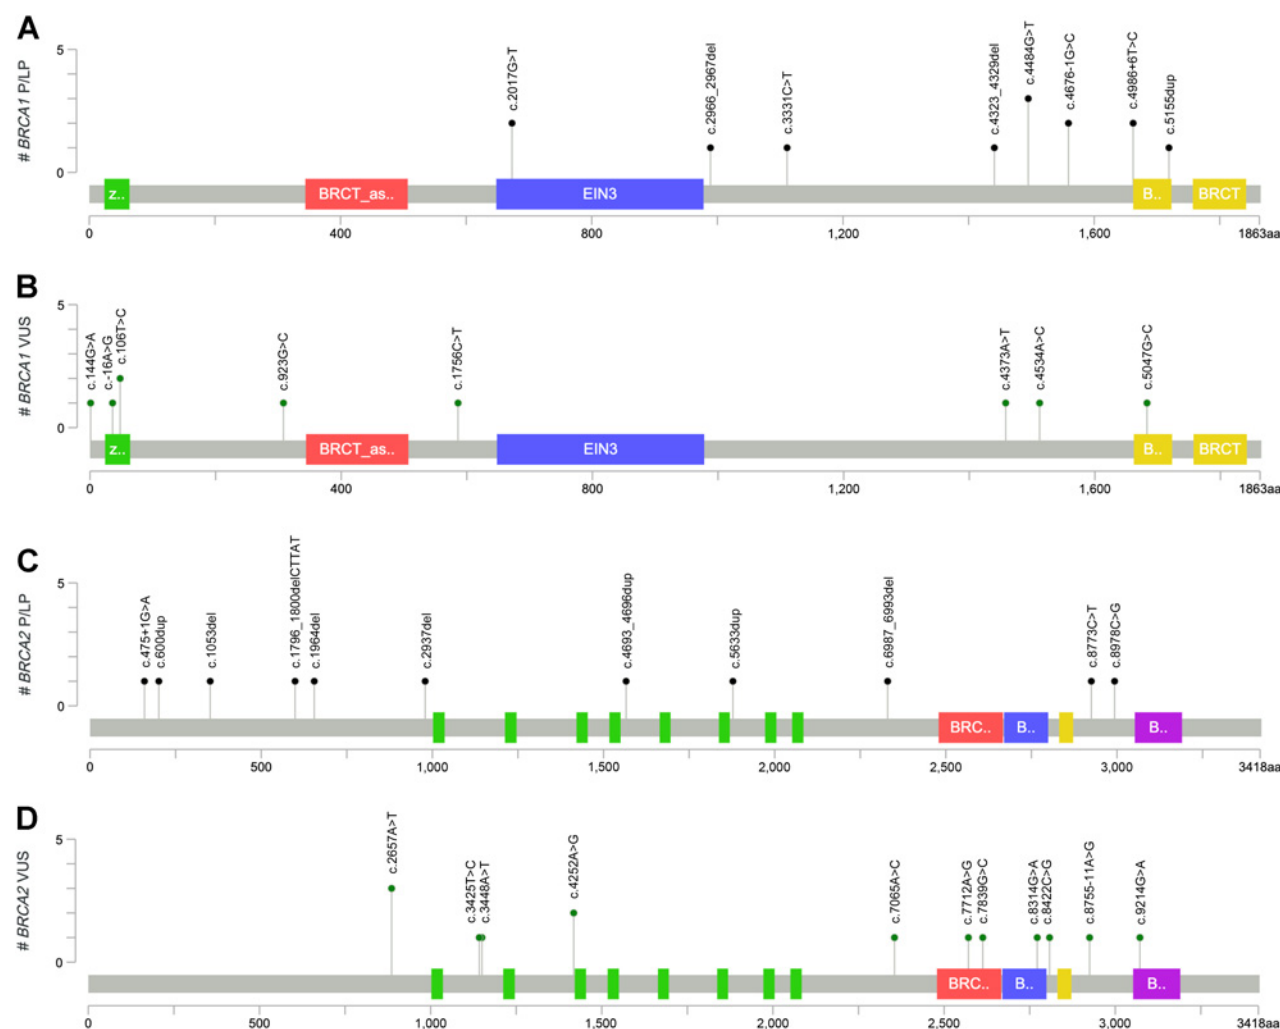 A
# BRCA1 P/LP
5
0
c.2017G>T
c.2966_2967del
c.3331C>T
c.4323_4329del
c.4484G>T
c.4676-1G>C
c.4986+6T>C
c.5155dup
z..
BRCT_as..
EIN3
B..
BRCT
0
400
800
1,200
1,600
1863aa
B
# BRCA1 VUS
5
0
c.144G>A
c.-16A>G
c.106T>C
c.923G>C
c.1756C>T
c.4373A>T
c.4534A>C
c.5047G>C
z..
BRCT_as..
EIN3
B..
BRCT
0
400
800
1,200
1,600
1863aa
C
# BRCA2 P/LP
5
0
c.475+1G>A
c.600dup
c.1053del
c.1796_1800delCTTAT
c.1964del
c.2937del
c.4693_4696dup
c.5633dup
c.6987_6993del
c.8773C>T
c.8978C>G
BRC..
B..
B..
0
500
1,000
1,500
2,000
2,500
3,000
3418aa
D
# BRCA2 VUS
5
0
c.2657A>T
c.3425T>C
c.3448A>T
c.4252A>G
c.7065A>C
c.7712A>G
c.7839G>C
c.8314G>A
c.8422C>G
c.8755-11A>G
c.9214G>A
BRC..
B..
B..
0
500
1,000
1,500
2,000
2,500
3,000
3418aa